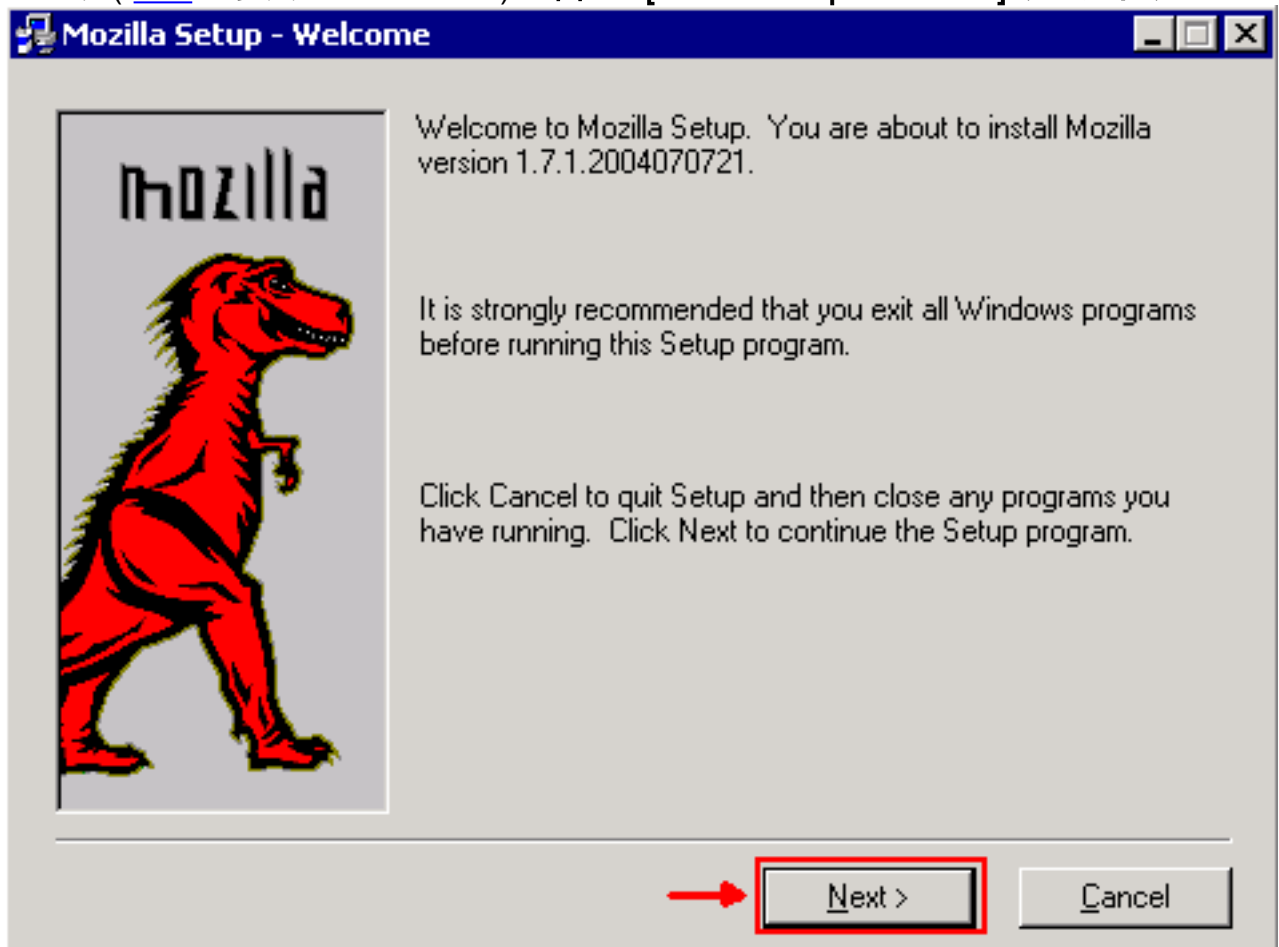 Mozilla Setup - Welcome
mozilla
Welcome to Mozilla Setup. You are about to install Mozilla
version 1.7.1.2004070721.
It is strongly recommended that you exit all Windows programs
before running this Setup program.
Click Cancel to quit Setup and then close any programs you
have running. Click Next to continue the Setup program.
Next >
Cancel